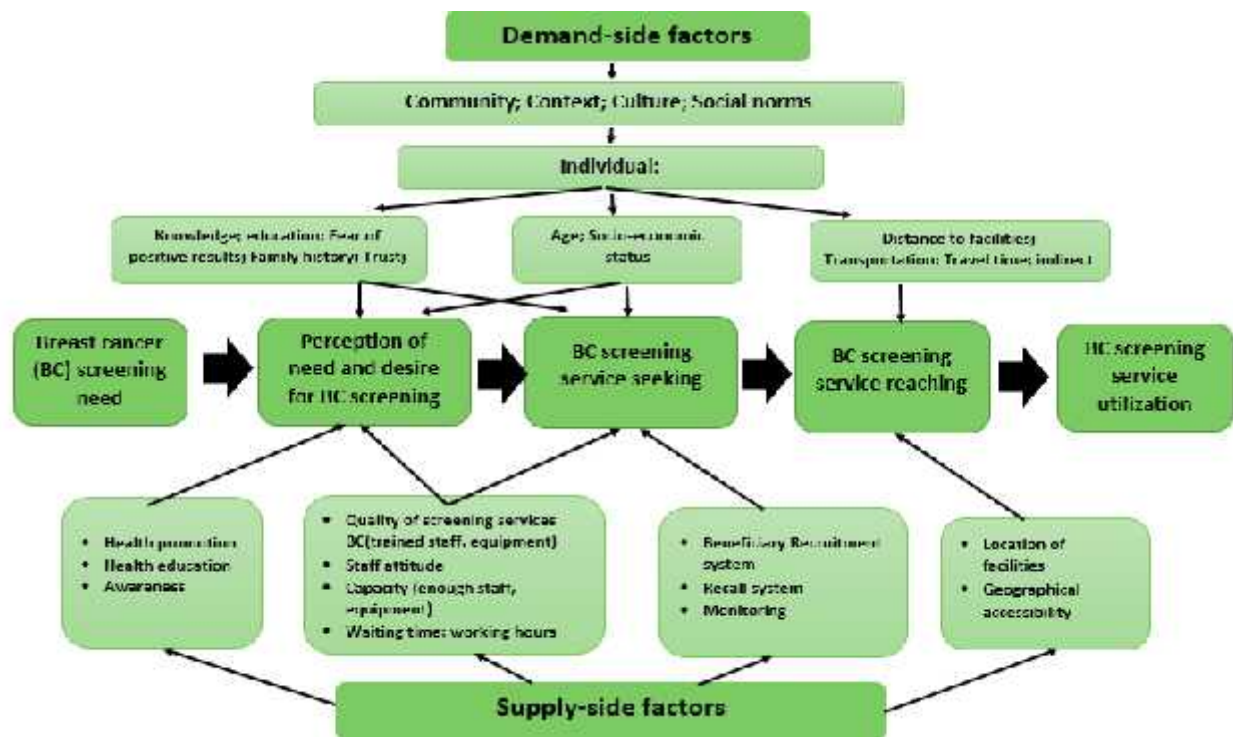 Demand-side factors
Community; Context; Culture; Social norms
Individual:
Knowledge; education; Fear of
positive results; Family history; Trust;
Age; Socio-economic
status
Distance to facilities;
Transportation; Travel time; indirect
Breast cancer
(BC) screening
need
Perception of
need and desire
for BC screening
BC screening
service seeking
BC screening
service reaching
BC screening
service
utilization
• Health promotion
• Health education
• Awareness
• Quality of screening services
BC(treined staff, equipment)
• Staff attitude
• Capacity (enough staff,
equipment)
• Waiting time; working hours
• Beneficiary Recruitment
system
• Recall system
• Monitoring
• Location of
facilities
• Geographical
accessibility
Supply-side factors